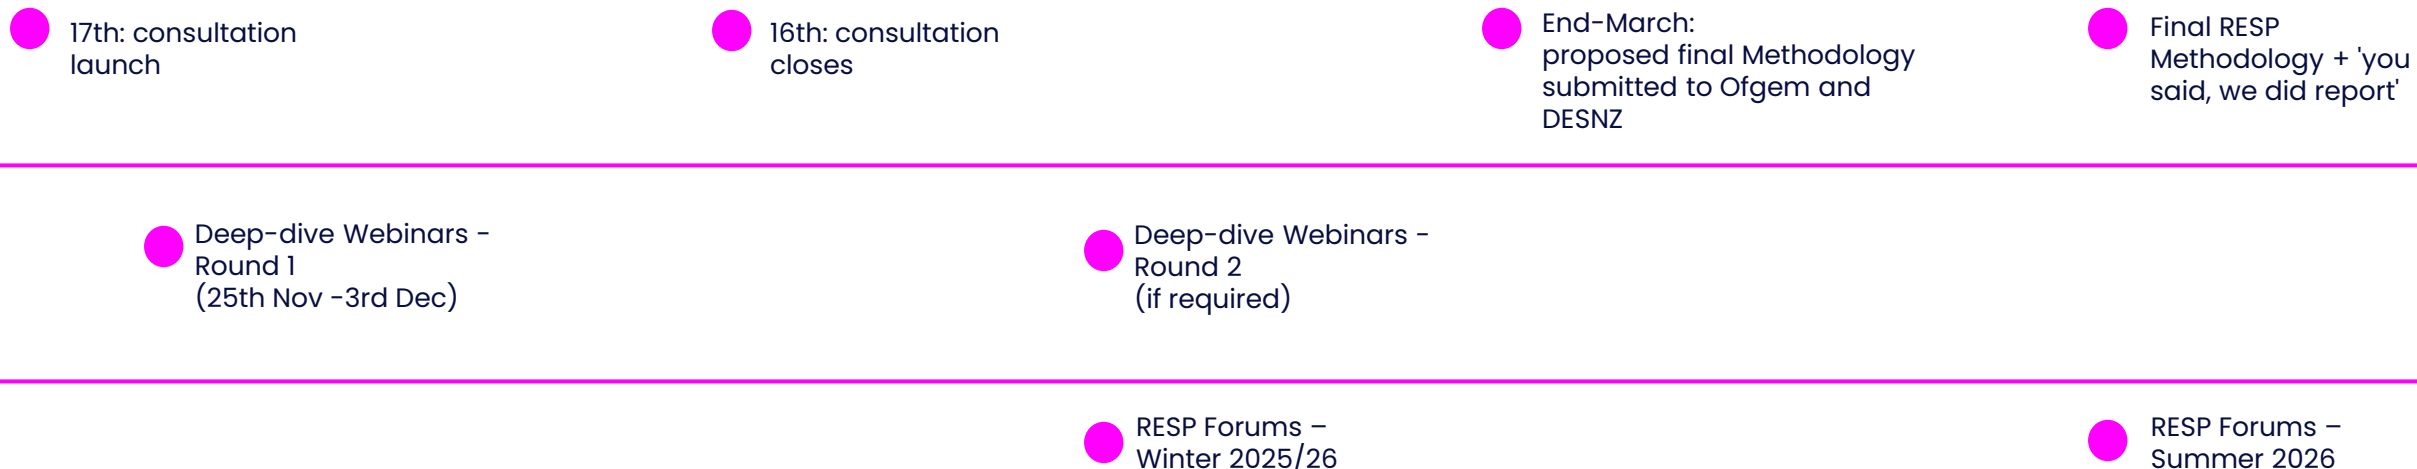 17th: consultation
launch
16th: consultation
closes
End-March:
proposed final Methodology
submitted to Ofgem and
DESNZ
Final RESP
Methodology + 'you
said, we did report'
Deep-dive Webinars -
Round 1
(25th Nov -3rd Dec)
Deep-dive Webinars -
Round 2
(if required)
RESP Forums –
Winter 2025/26
RESP Forums –
Summer 2026